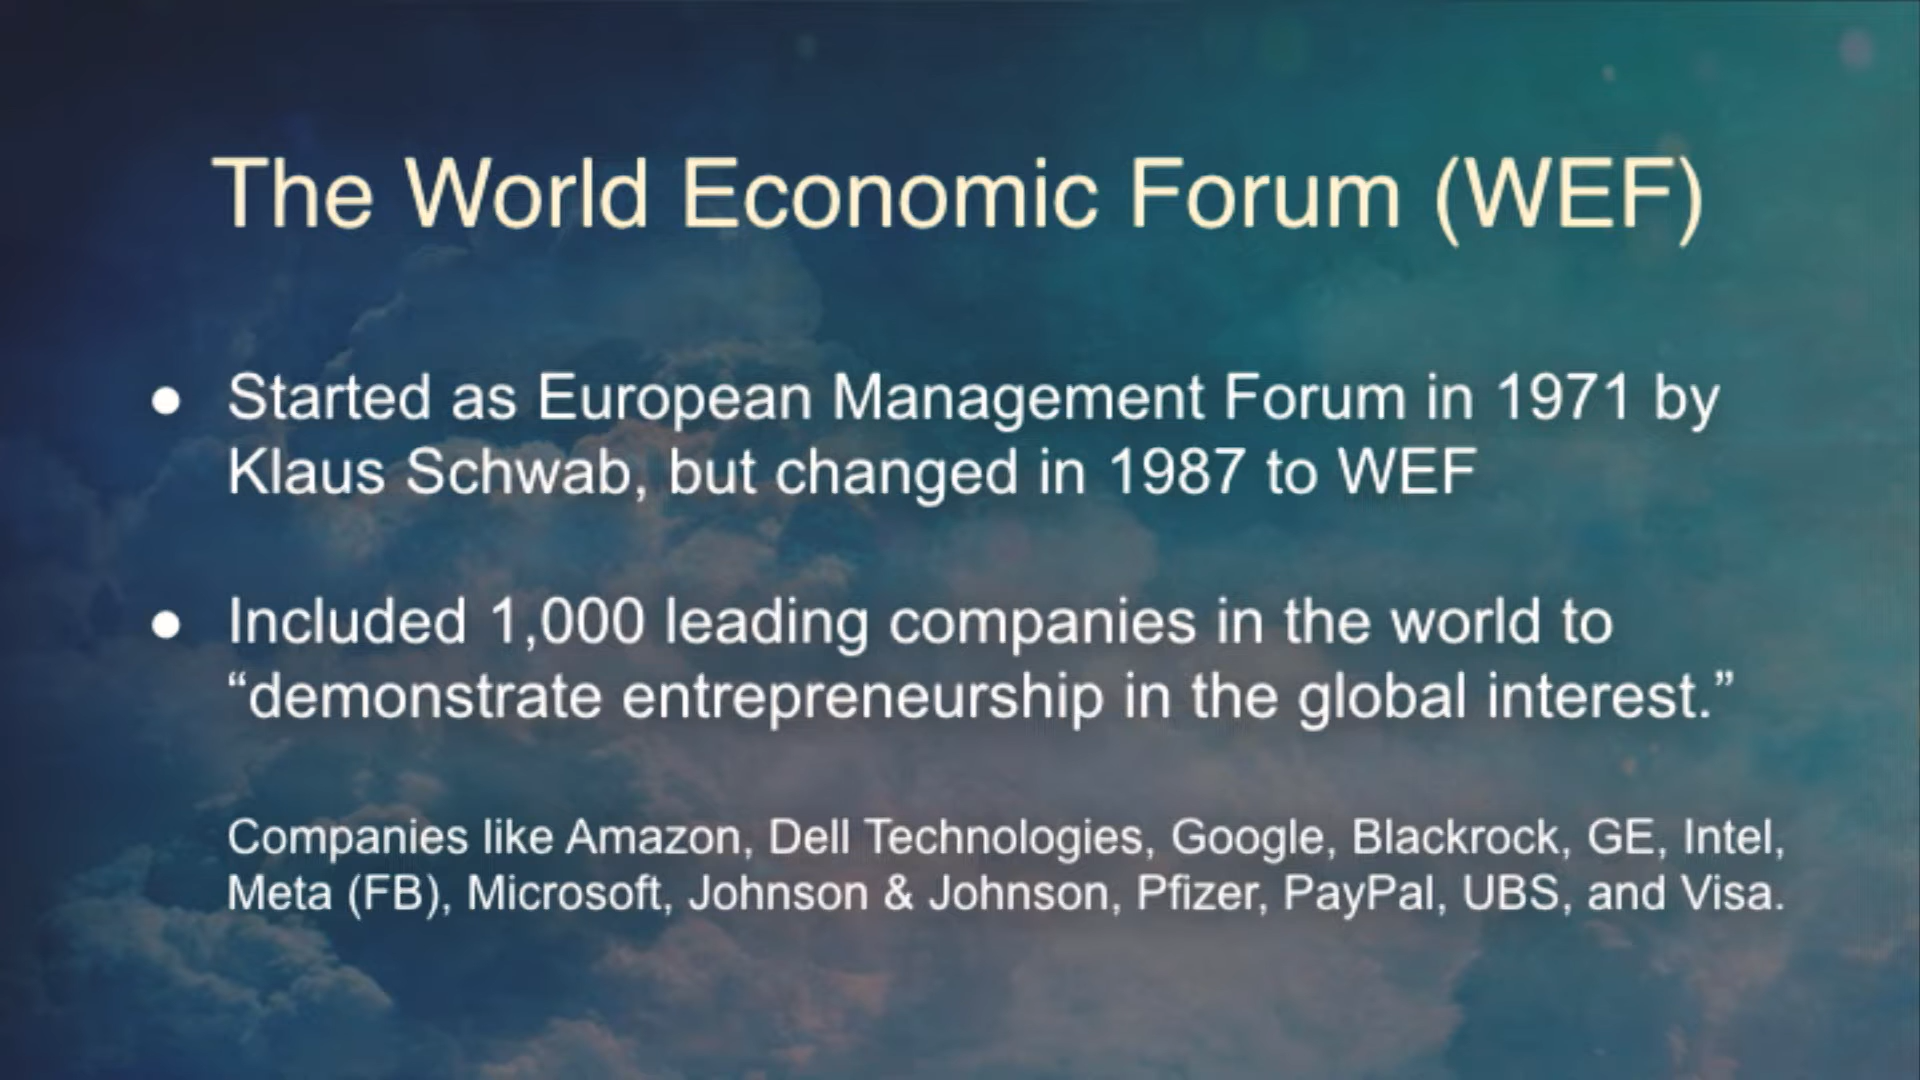 The World Economic Forum (WEF)
● Started as European Management Forum in 1971 by
Klaus Schwab, but changed in 1987 to WEF
● Included 1,000 leading companies in the world to
“demonstrate entrepreneurship in the global interest.”
Companies like Amazon, Dell Technologies, Google, Blackrock, GE, Intel,
Meta (FB), Microsoft, Johnson & Johnson, Pfizer, PayPal, UBS, and Visa.